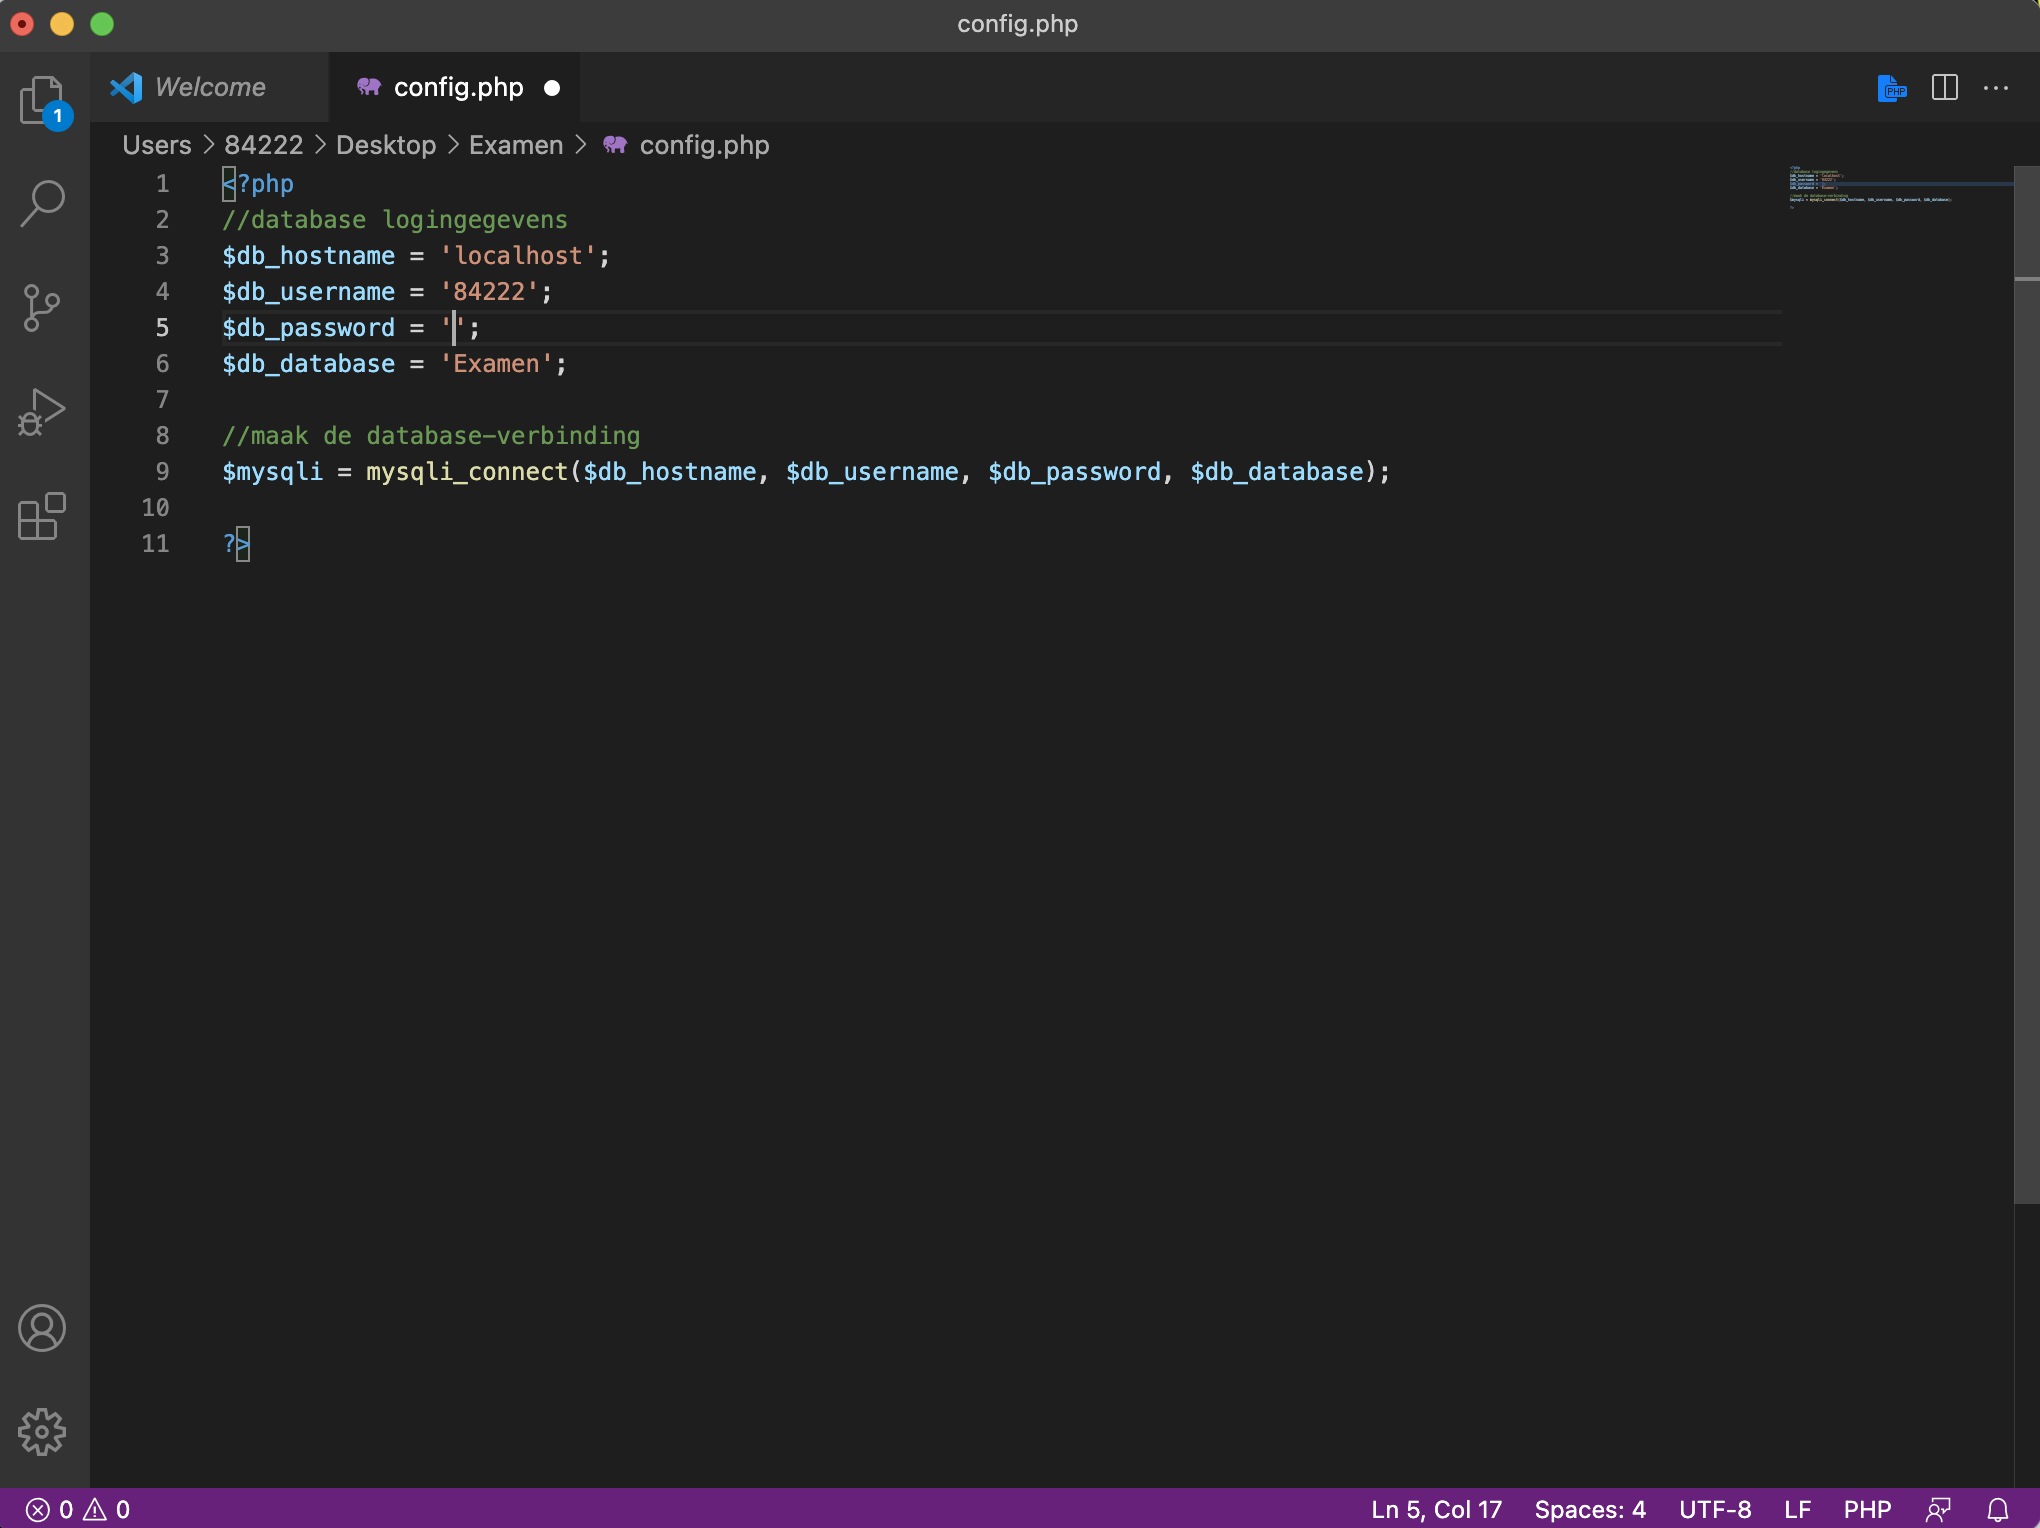 config.php
Welcome
config.php
1
PHP
Users > 84222 > Desktop > Examen > config.php
1 <?php
2 //database logingegevens
3 $db_hostname = 'localhost';
4 $db_username = '84222';
5 $db_password = '';
6 $db_database = 'Examen';
7
8 //maak de database-verbinding
9 $mysqli = mysqli_connect($db_hostname, $db_username, $db_password, $db_database);
10
11 ?>
0 0
Ln 5, Col 17 Spaces: 4 UTF-8 LF PHP